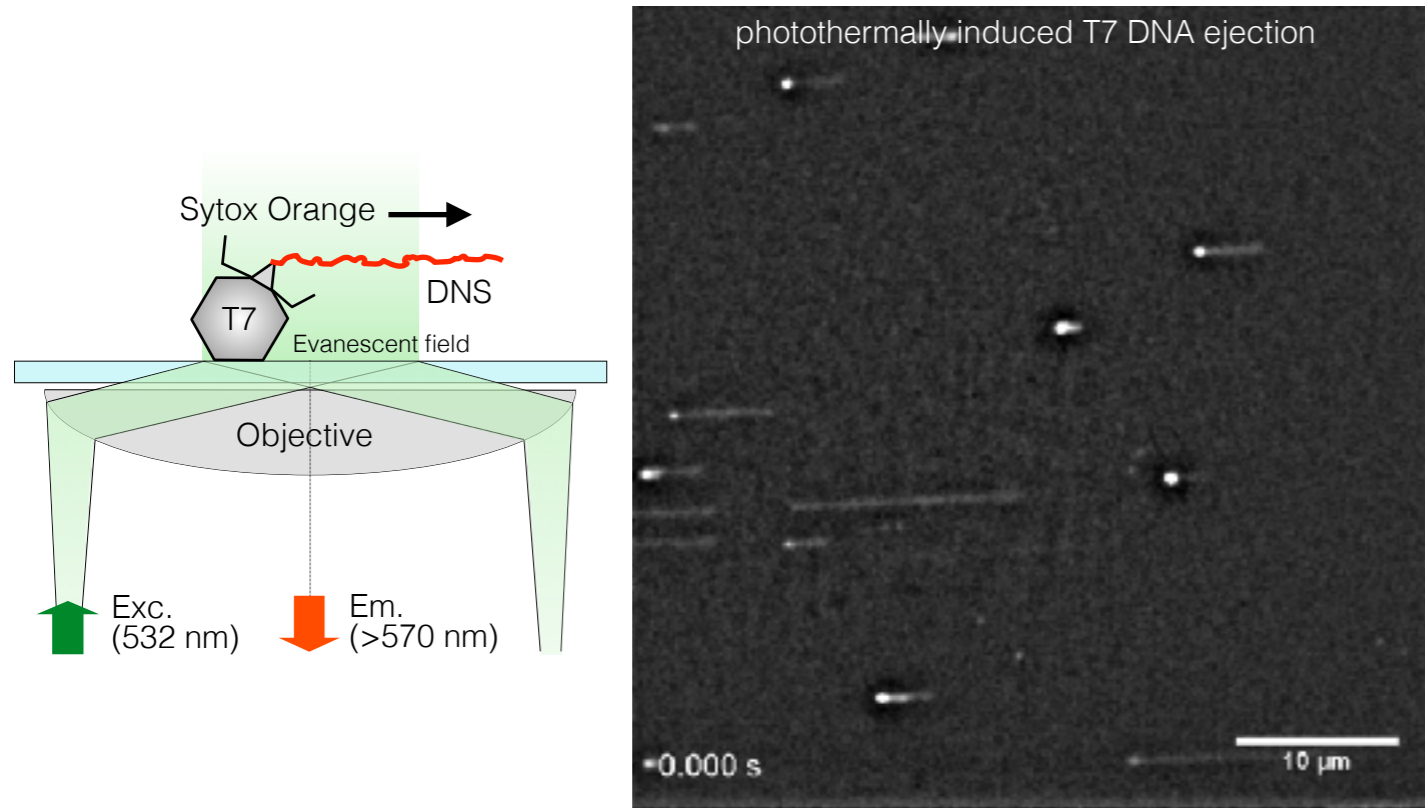 photothermally induced T7 DNA ejection
Sytox Orange
DNS
T7
Evanescent field
Objective
Exc.
(532 nm)
Em.
(>570 nm)
0.000 s
10 µm